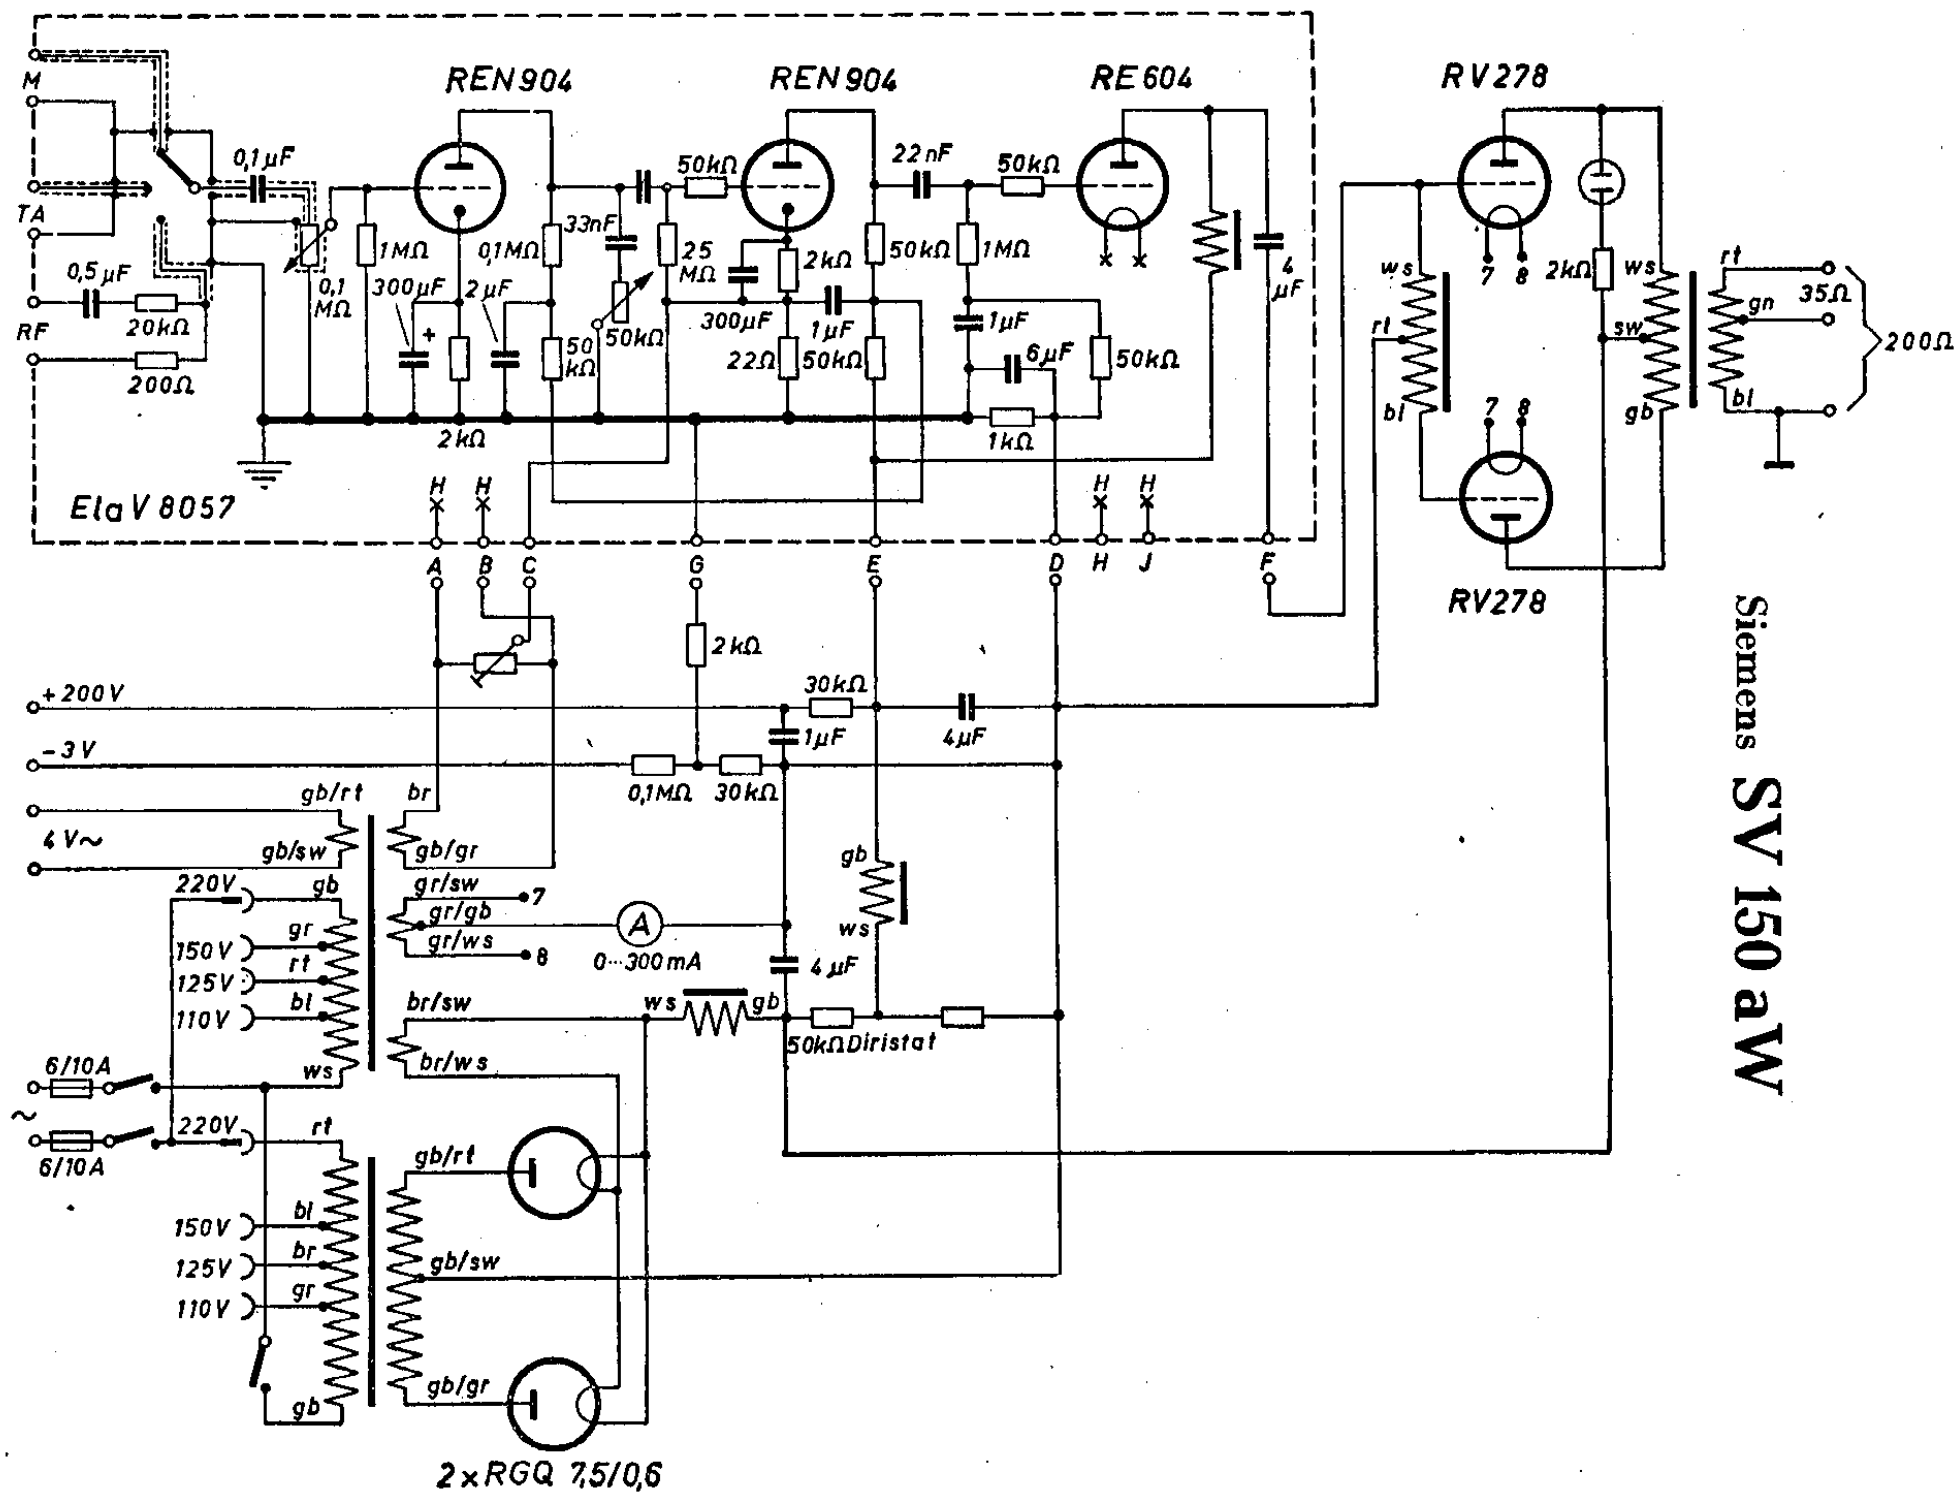 REN904
REN904
RE604
RV278
M
TA
RF
0,1µF
0,5µF
20kΩ
200Ω
0,1
MΩ
1MΩ
300µF
+
2kΩ
0,1MΩ
2µF
50
kΩ
33nF
50kΩ
25
MΩ
50kΩ
300µF
2kΩ
22Ω
1µF
50kΩ
50kΩ
22nF
50kΩ
1MΩ
1µF
6µF
50kΩ
1kΩ
4
µF
7 8
7 8
2kΩ
ws
rt
bl
ws
sw
gb
rt
gn
bl
35Ω
200Ω
RV278
ElaV8057
H
H
H
H
A
B
C
G
E
D
H
J
F
2kΩ
+200V
30kΩ
1µF
4µF
-3V
0,1MΩ
30kΩ
gb/rt
br
4V~
gb/sw
gb/gr
220V
gb
gr/sw
7
gr/gb
A
gr/ws
8
0...300mA
gr
150V
rt
125V
bl
110V
ws
gb
ws
4µF
br/sw
ws
gb
50kΩDiristat
br/ws
6/10A
~
6/10A
220V
rt
gb/rt
bl
150V
br
125V
gr
110V
gb
gb/sw
gb/gr
2xRGQ 7,5/0,6
Siemens SV 150 aW